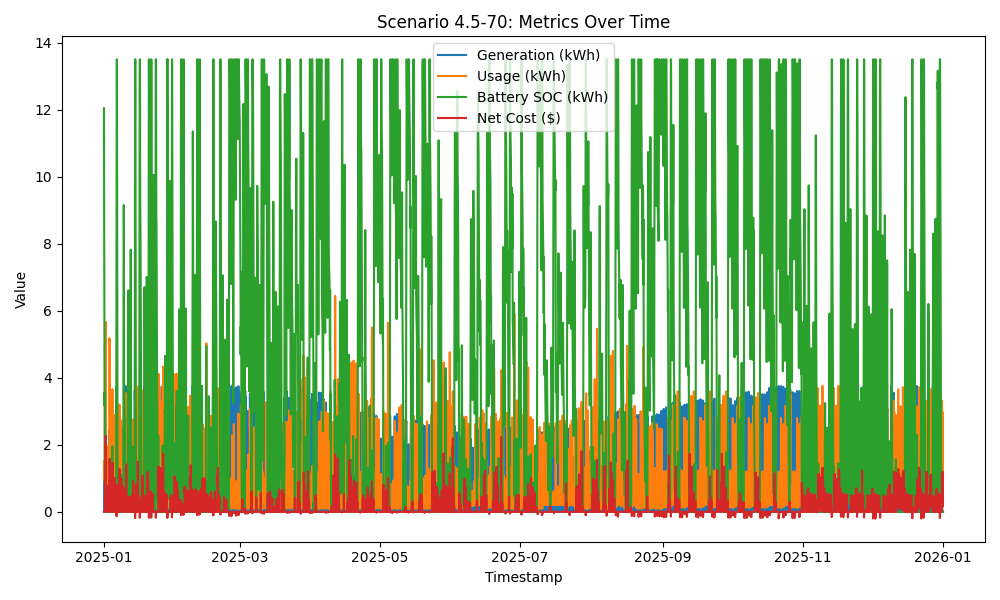 Scenario 4.5-70: Metrics Over Time
Generation (kWh)
Usage (kWh)
Battery SOC (kWh)
Net Cost ($)
Value
14
12
10
8
6
4
2
0
2025-01
2025-03
2025-05
2025-07
2025-09
2025-11
2026-01
Timestamp